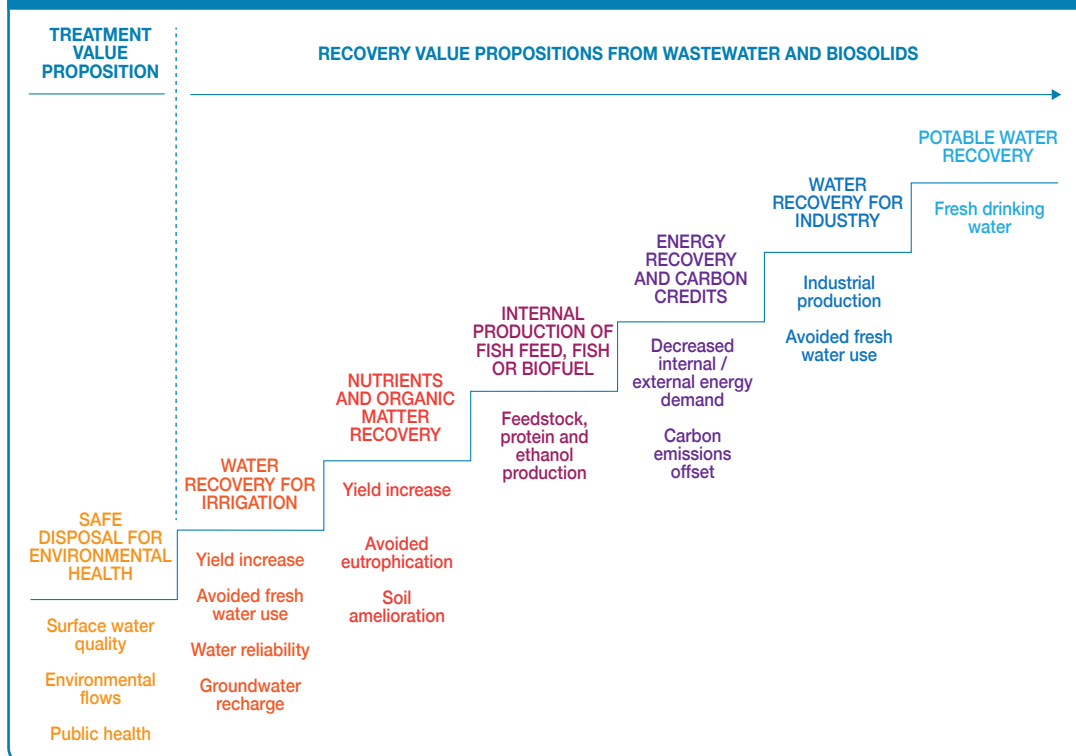 TREATMENT
VALUE
PROPOSITION
RECOVERY VALUE PROPOSITIONS FROM WASTEWATER AND BIOSOLIDS
SAFE
DISPOSAL FOR
ENVIRONMENTAL
HEALTH
Surface water
quality
Environmental
flows
Public health
WATER
RECOVERY FOR
IRRIGATION
Yield increase
Avoided fresh
water use
Water reliability
Groundwater
recharge
NUTRIENTS
AND ORGANIC
MATTER
RECOVERY
Yield increase
Avoided
eutrophication
Soil
amelioration
INTERNAL
PRODUCTION OF
FISH FEED, FISH
OR BIOFUEL
Feedstock,
protein and
ethanol
production
ENERGY
RECOVERY
AND CARBON
CREDITS
Decreased
internal /
external energy
demand
Carbon
emissions
offset
WATER
RECOVERY FOR
INDUSTRY
Industrial
production
Avoided fresh
water use
POTABLE WATER
RECOVERY
Fresh drinking
water